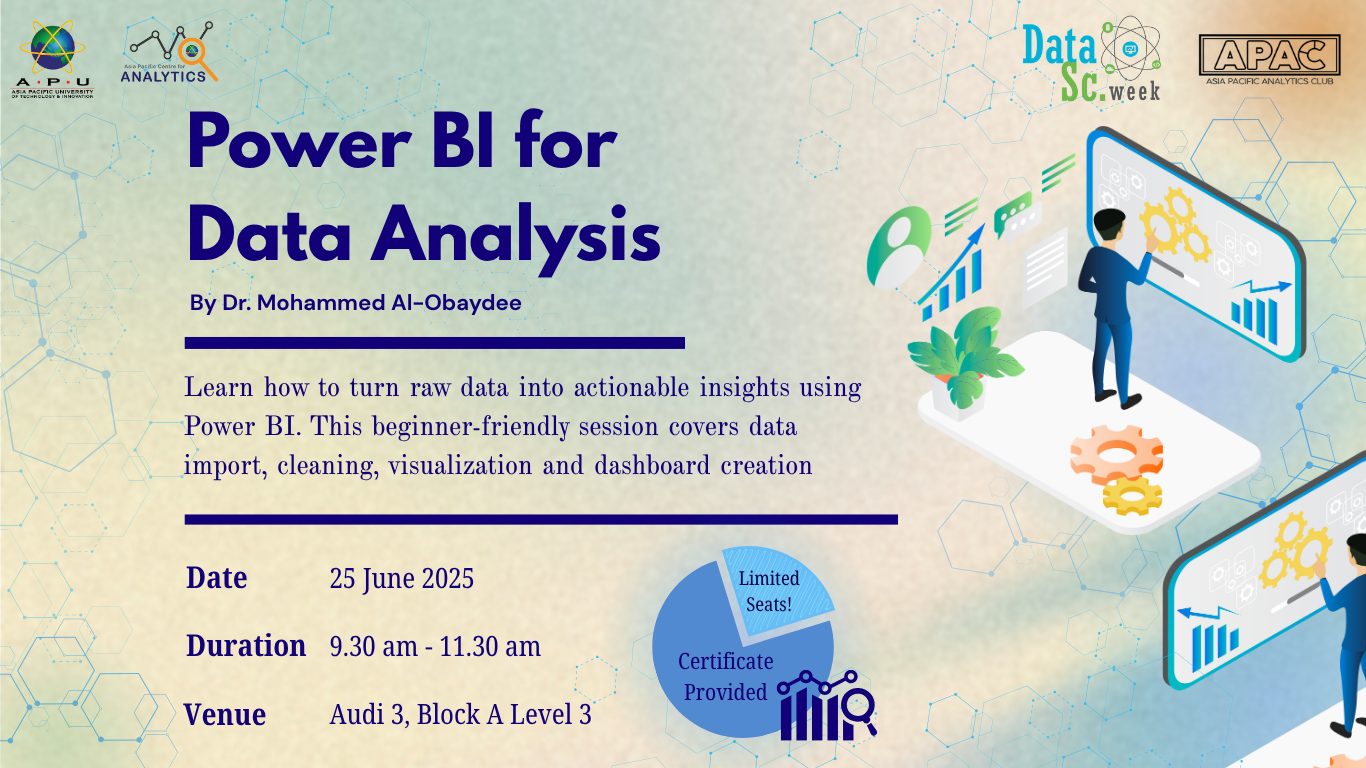 A · P · U
ASIA PACIFIC UNIVERSITY
OF TECHNOLOGY & INNOVATION
Asia Pacific Centre for
ANALYTICS
Data
Sc.week
APAC
ASIA PACIFIC ANALYTICS CLUB
Power BI for
Data Analysis
By Dr. Mohammed Al-Obaydee
Learn how to turn raw data into actionable insights using
Power BI. This beginner-friendly session covers data
import, cleaning, visualization and dashboard creation
Date 25 June 2025
Duration 9.30 am - 11.30 am
Venue Audi 3, Block A Level 3
Limited
Seats!
Certificate
Provided